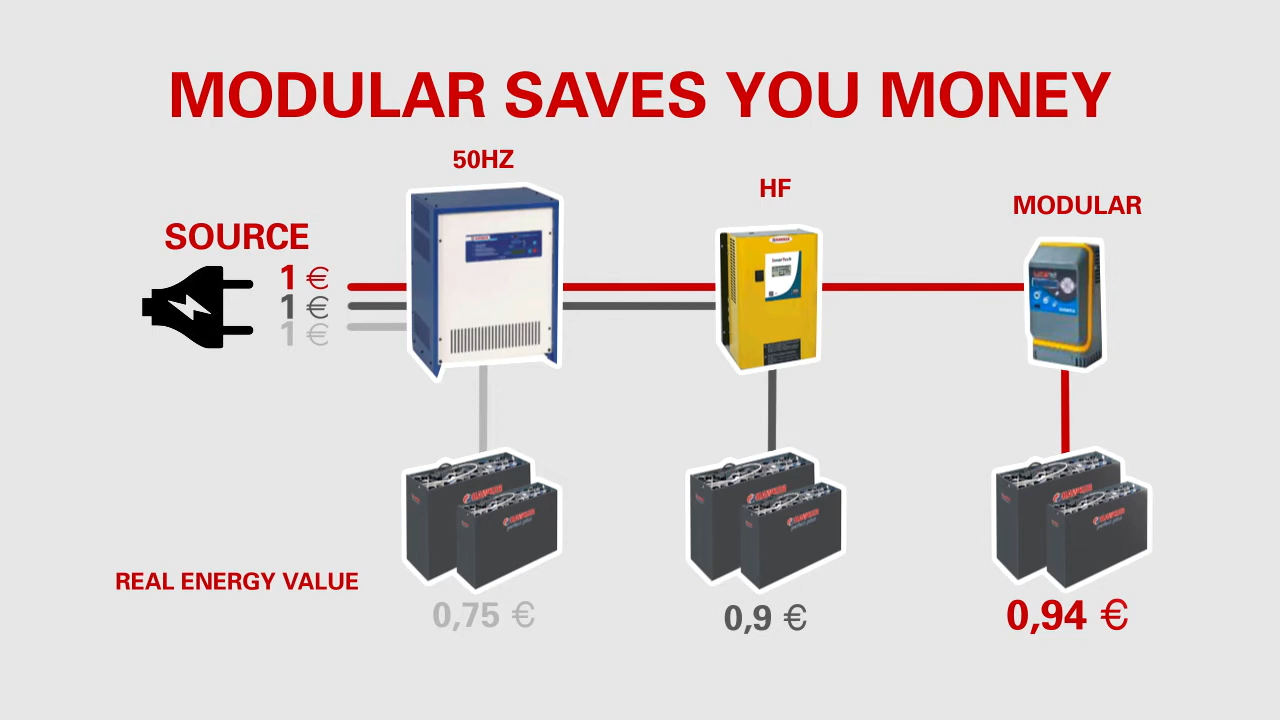 MODULAR SAVES YOU MONEY
50HZ
HF
MODULAR
SOURCE
1 €
1 €
1 €
REAL ENERGY VALUE
0,75 €
0,9 €
0,94 €